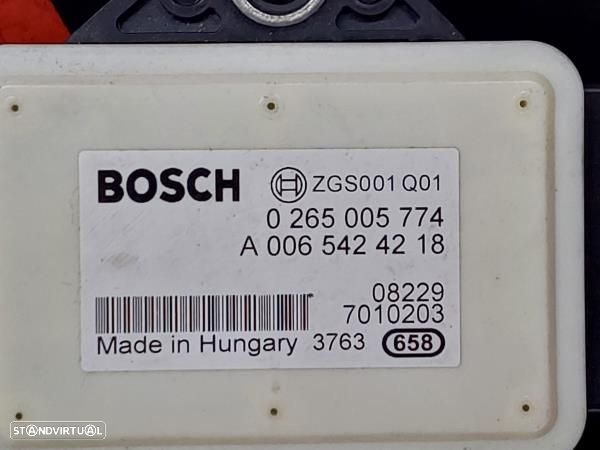 BOSCH ZGS001 Q01
0 265 005 774
A 006 542 42 18
08229
7010203
Made in Hungary 3763 658
STANDVIRTUAL